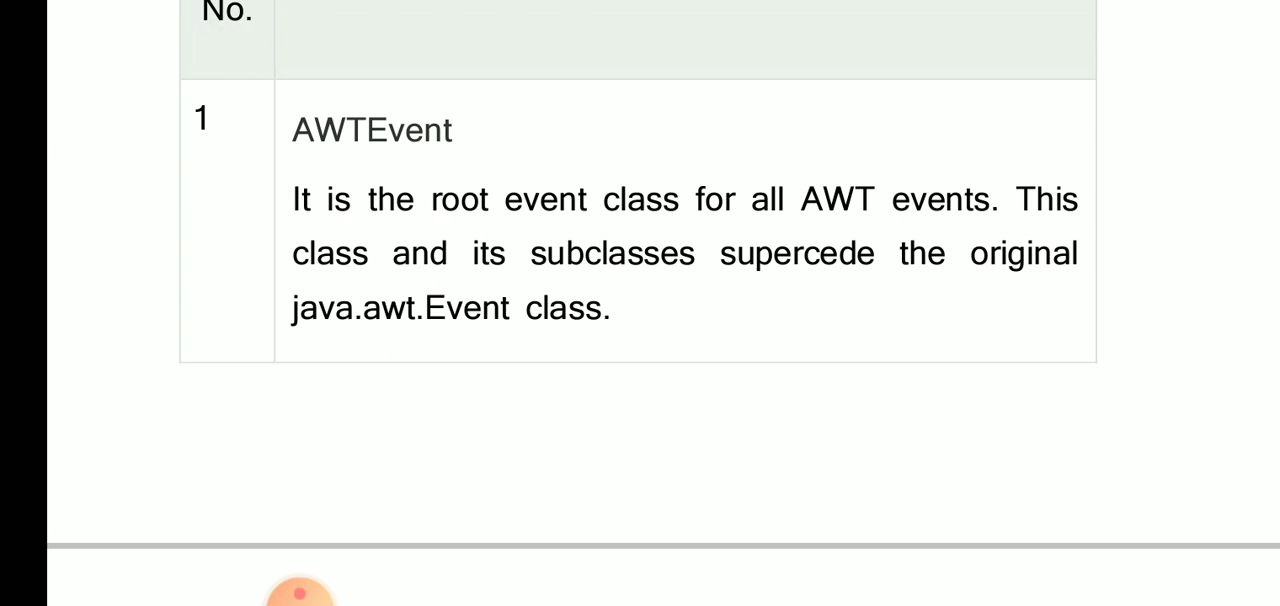 No.
1
AWTEvent
It is the root event class for all AWT events. This
class and its subclasses supercede the original
java.awt.Event class.